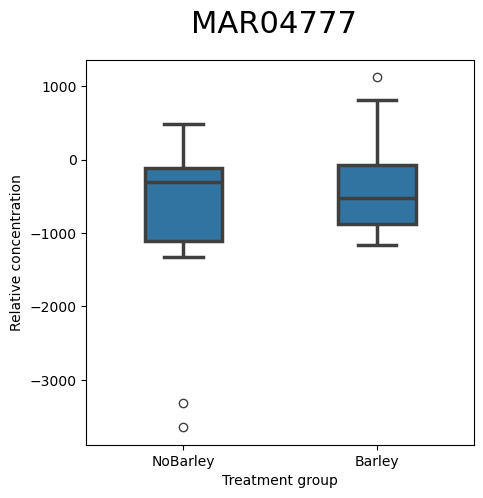 MAR04777
1000
0
−1000
−2000
−3000
Relative concentration
NoBarley
Barley
Treatment group